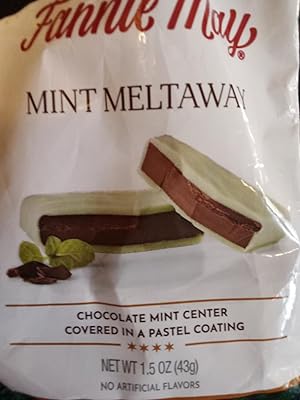 Fannie May®
MINT MELTAWAY
CHOCOLATE MINT CENTER
COVERED IN A PASTEL COATING
NET WT 1.5 OZ (43g)
NO ARTIFICIAL FLAVORS